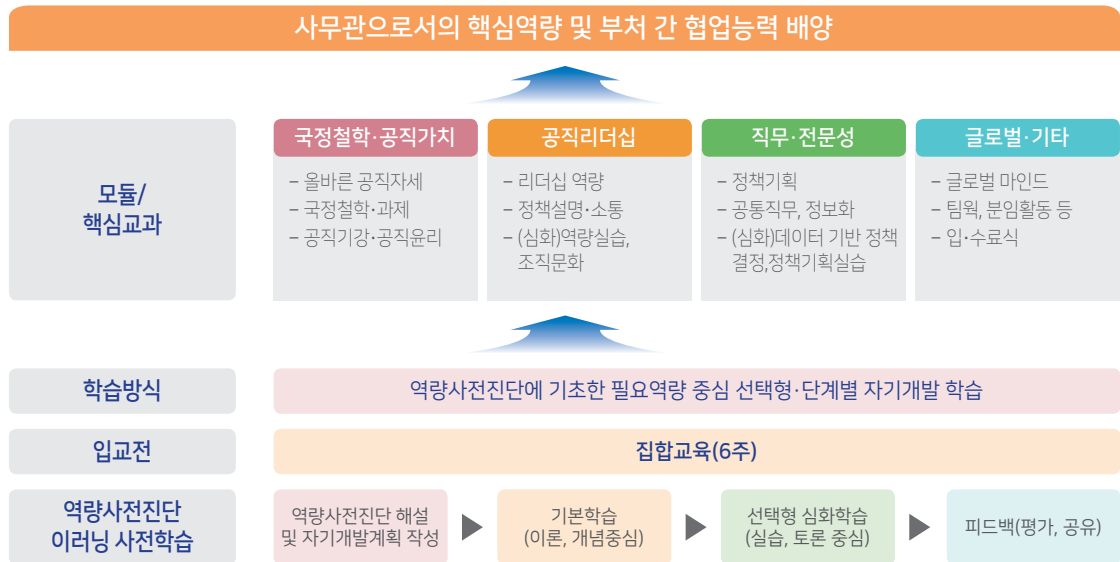 사무관으로서의 핵심역량 및 부처 간 협업능력 배양
모듈/
핵심교과
국정철학·공직가치
– 올바른 공직자세
– 국정철학·과제
– 공직기강·공직윤리
공직리더십
– 리더십 역량
– 정책설명·소통
– (심화)역량실습,
조직문화
직무·전문성
– 정책기획
– 공통직무, 정보화
– (심화)데이터 기반 정책
결정,정책기획실습
글로벌·기타
– 글로벌 마인드
– 팀웍, 분임활동 등
– 입·수료식
학습방식
역량사전진단에 기초한 필요역량 중심 선택형·단계별 자기개발 학습
입교전
집합교육(6주)
역량사전진단
이러닝 사전학습
역량사전진단 해설
및 자기개발계획 작성
기본학습
(이론, 개념중심)
선택형 심화학습
(실습, 토론 중심)
피드백(평가, 공유)